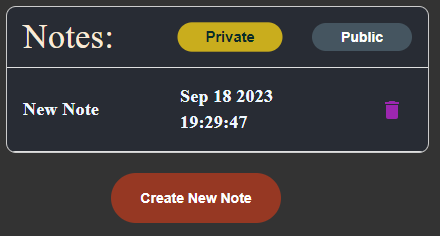 Notes:
Private
Public
New Note
Sep 18 2023
19:29:47
Create New Note